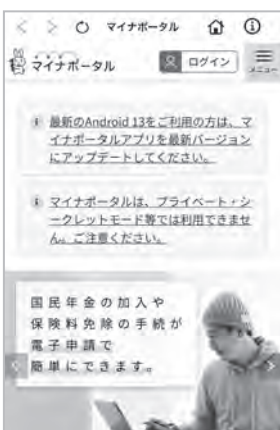 マイナポータル
マイナポータル
ログイン
メニュー
最新のAndroid 13をご利用の方は、マ
イナポータルアプリを最新バージョン
にアップデートしてください。
マイナポータルは、プライベート・シ
ークレットモード等では利用できませ
ん。ご注意ください。
国民年金の加入や
保険料免除の手続が
電子申請で
簡単にできます。